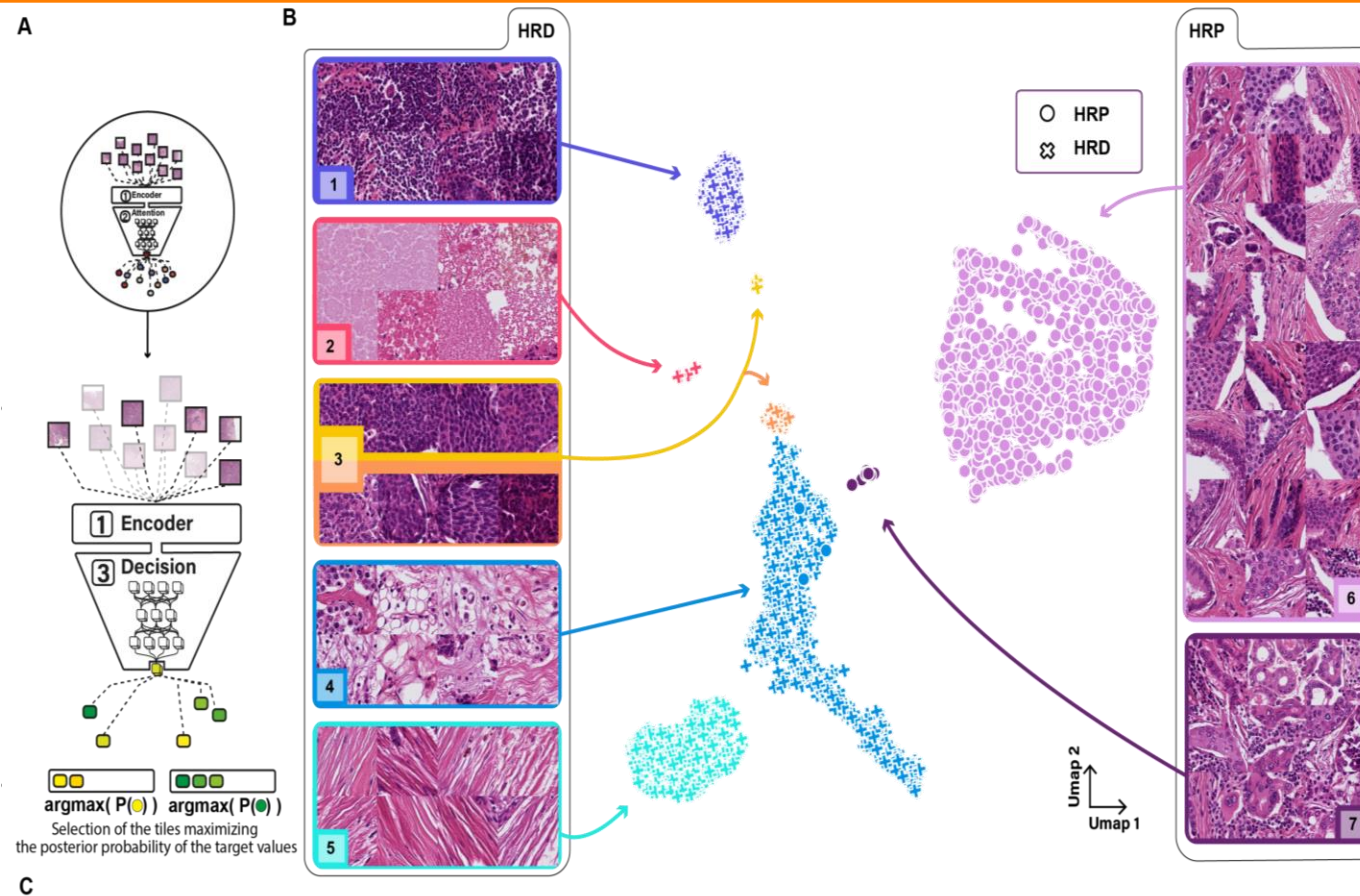 A
1 Encoder
2 Attention
1 Encoder
3 Decision
argmax( P( ) ) argmax( P( ) )
Selection of the tiles maximizing
the posterior probability of the target values
B
HRD
1
2
3
4
5
HRP
HRD
Umap 2
Umap 1
HRP
6
7
C